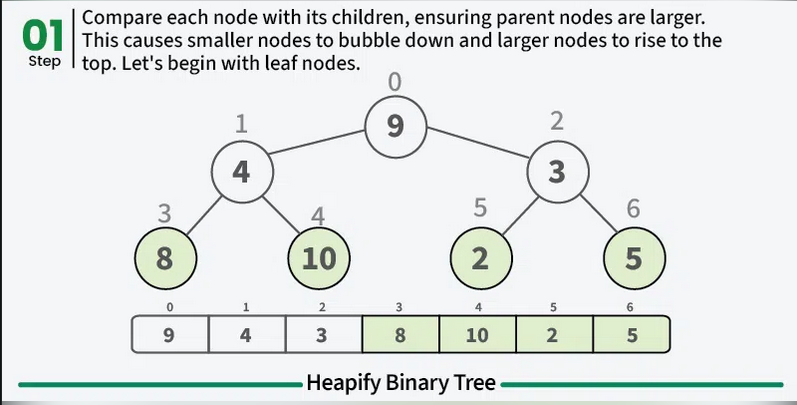 01
Step
Compare each node with its children, ensuring parent nodes are larger.
This causes smaller nodes to bubble down and larger nodes to rise to the
top. Let's begin with leaf nodes.
0
9
1
2
4
3
3
4
5
6
8
10
2
5
0 1 2 3 4 5 6
9 4 3 8 10 2 5
Heapify Binary Tree